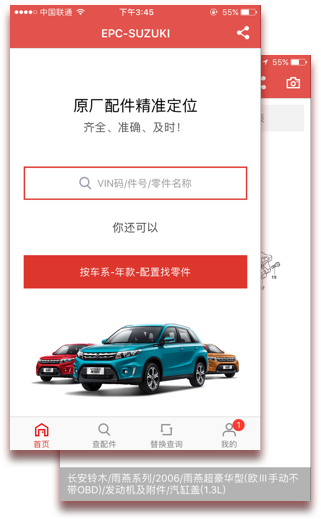 中国联通 下午3:45 55%
55%
EPC-SUZUKI
原厂配件精准定位
齐全、准确、及时！
VIN码/件号/零件名称
你还可以
按车系-年款-配置找零件
1
首页 查配件 替换查询 我的
长安铃木/雨燕系列/2006/雨燕超豪华型(欧Ⅲ手动不
带OBD)/发动机及附件/汽缸盖(1.3L)